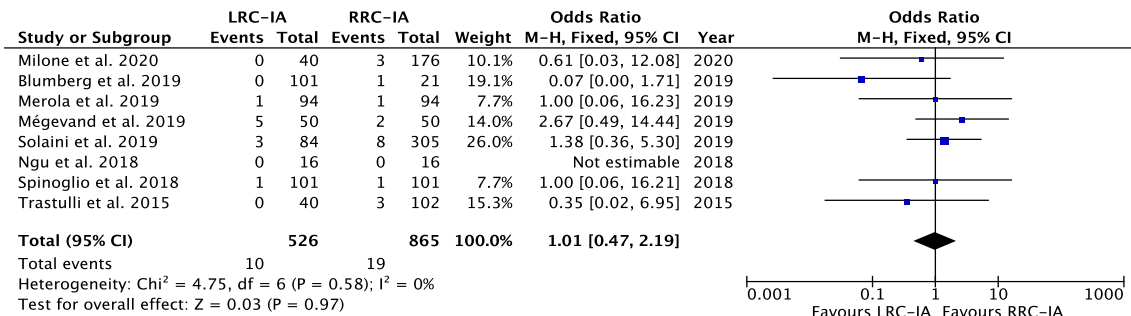 LRC-IA RRC-IA Odds Ratio Odds Ratio
Study or Subgroup Events Total Events Total Weight M-H, Fixed, 95% CI Year M-H, Fixed, 95% CI
Milone et al. 2020 0 40 3 176 10.1% 0.61 [0.03, 12.08] 2020
Blumberg et al. 2019 0 101 1 21 19.1% 0.07 [0.00, 1.71] 2019
Merola et al. 2019 1 94 1 94 7.7% 1.00 [0.06, 16.23] 2019
Mégevand et al. 2019 5 50 2 50 14.0% 2.67 [0.49, 14.44] 2019
Solaini et al. 2019 3 84 8 305 26.0% 1.38 [0.36, 5.30] 2019
Ngu et al. 2018 0 16 0 16 Not estimable 2018
Spinoglio et al. 2018 1 101 1 101 7.7% 1.00 [0.06, 16.21] 2018
Trastulli et al. 2015 0 40 3 102 15.3% 0.35 [0.02, 6.95] 2015
Total (95% CI) 526 865 100.0% 1.01 [0.47, 2.19]
Total events 10 19
Heterogeneity: Chi² = 4.75, df = 6 (P = 0.58); I² = 0%
Test for overall effect: Z = 0.03 (P = 0.97)
0.001 0.1 1 10 1000
Favours LRC-IA Favours RRC-IA